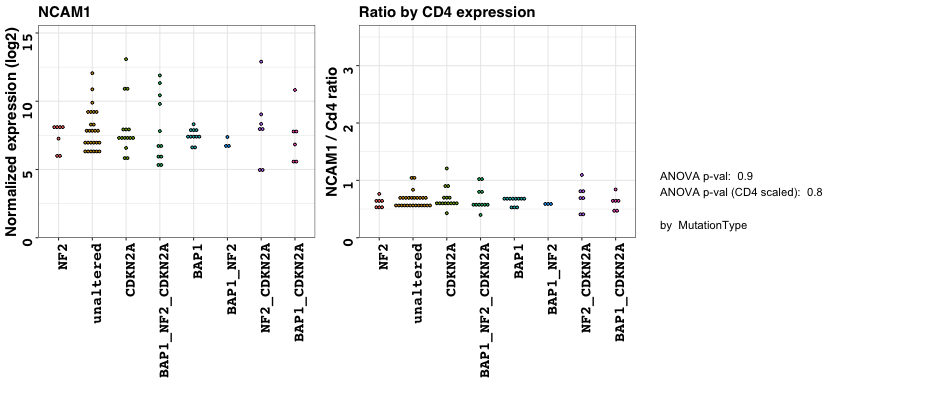 NCAM1
Normalized expression (log2)
15
10
5
0
NF2
unaltered
CDKN2A
BAP1_NF2_CDKN2A
BAP1
BAP1_NF2
NF2_CDKN2A
BAP1_CDKN2A
Ratio by CD4 expression
NCAM1 / Cd4 ratio
3
2
1
0
NF2
unaltered
CDKN2A
BAP1_NF2_CDKN2A
BAP1
BAP1_NF2
NF2_CDKN2A
BAP1_CDKN2A
ANOVA p-val: 0.9
ANOVA p-val (CD4 scaled): 0.8
by MutationType